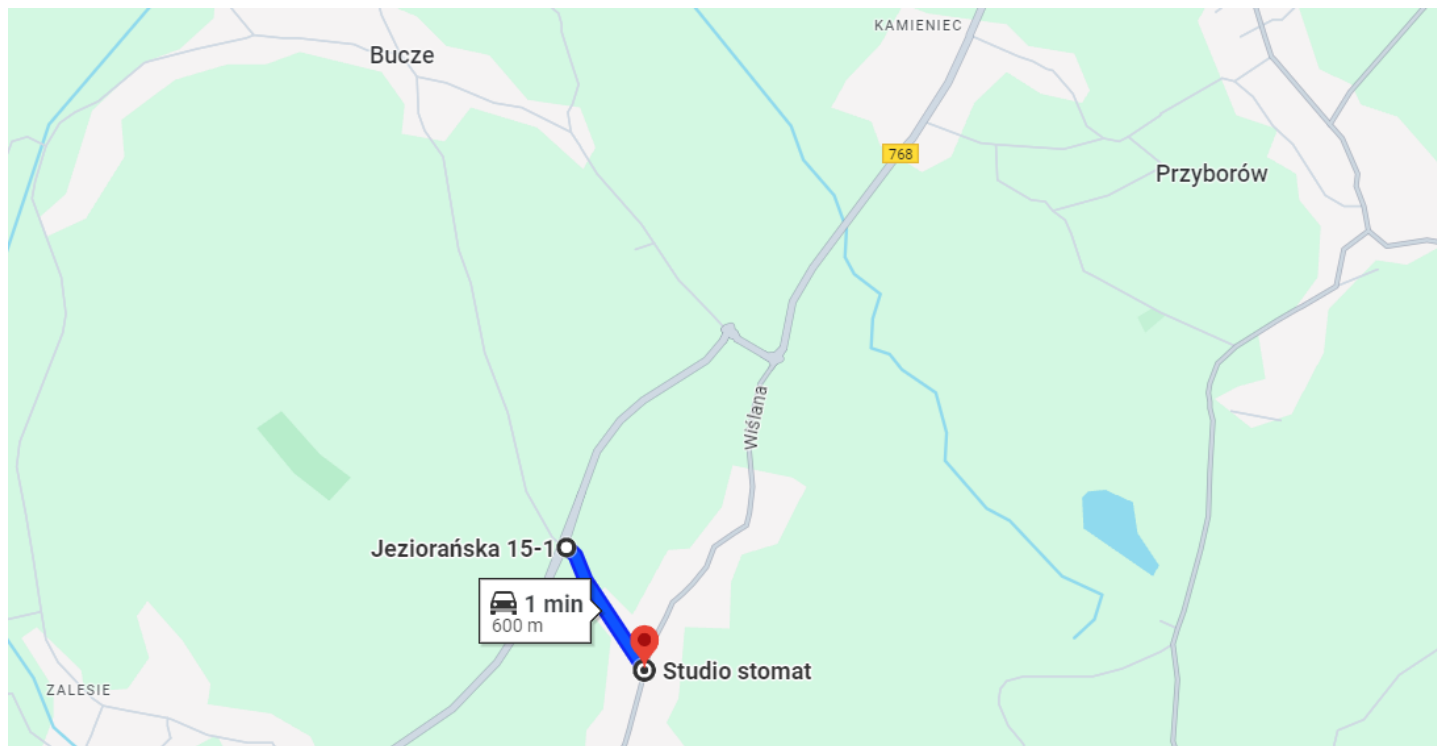 KAMIENIEC
Bucze
768
Przyborów
Wiślana
Jeziorańska 15-1
1 min
600 m
Studio stomat
ZALESIE